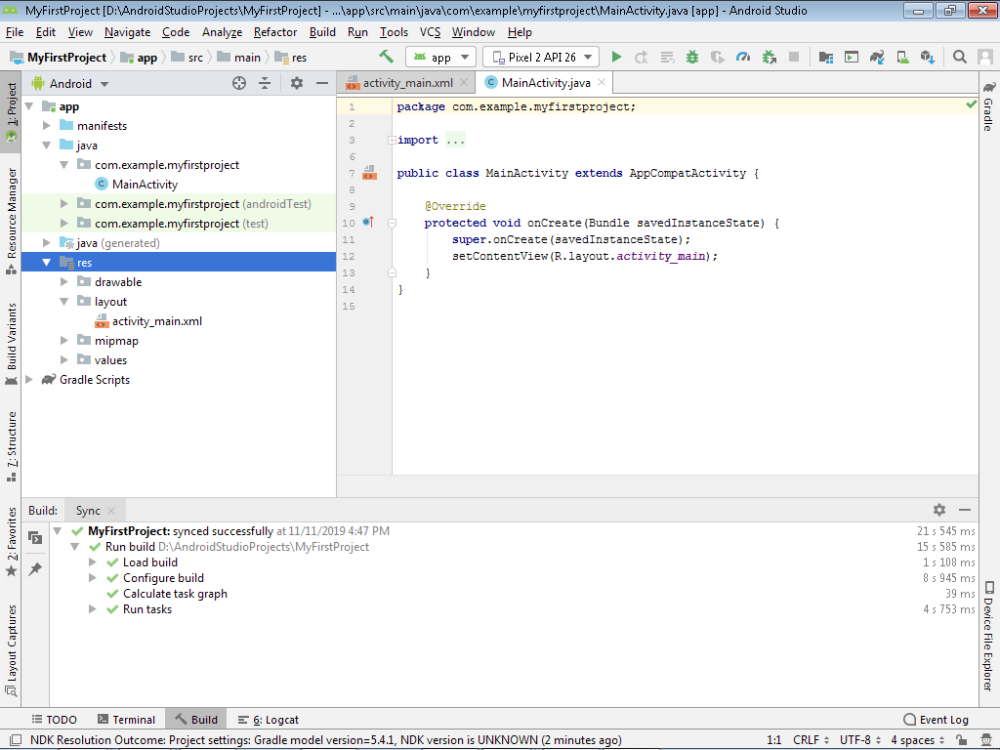 MyFirstProject [D:\AndroidStudioProjects\MyFirstProject] - ...\app\src\main\java\com\example\myfirstproject\MainActivity.java [app] - Android Studio
File Edit View Navigate Code Analyze Refactor Build Run Tools VCS Window Help
MyFirstProject app src main res app Pixel 2 API 26
1: Project
Resource Manager
Build Variants
7: Structure
2: Favorites
Layout Captures
Android
app
manifests
java
com.example.myfirstproject
C MainActivity
com.example.myfirstproject (androidTest)
com.example.myfirstproject (test)
java (generated)
res
drawable
layout
activity_main.xml
mipmap
values
Gradle Scripts
activity_main.xml C MainActivity.java
1 package com.example.myfirstproject;
2
3 import ...
6
7 public class MainActivity extends AppCompatActivity {
8
9 @Override
10 protected void onCreate(Bundle savedInstanceState) {
11 super.onCreate(savedInstanceState);
12 setContentView(R.layout.activity_main);
13 }
14 }
15
Gradle
Device File Explorer
Build: Sync
MyFirstProject: synced successfully at 11/11/2019 4:47 PM 21 s 545 ms
Run build D:\AndroidStudioProjects\MyFirstProject 15 s 585 ms
Load build 1 s 108 ms
Configure build 8 s 945 ms
Calculate task graph 39 ms
Run tasks 4 s 753 ms
TODO Terminal Build 6: Logcat Event Log
NDK Resolution Outcome: Project settings: Gradle model version=5.4.1, NDK version is UNKNOWN (2 minutes ago) 1:1 CRLF UTF-8 4 spaces